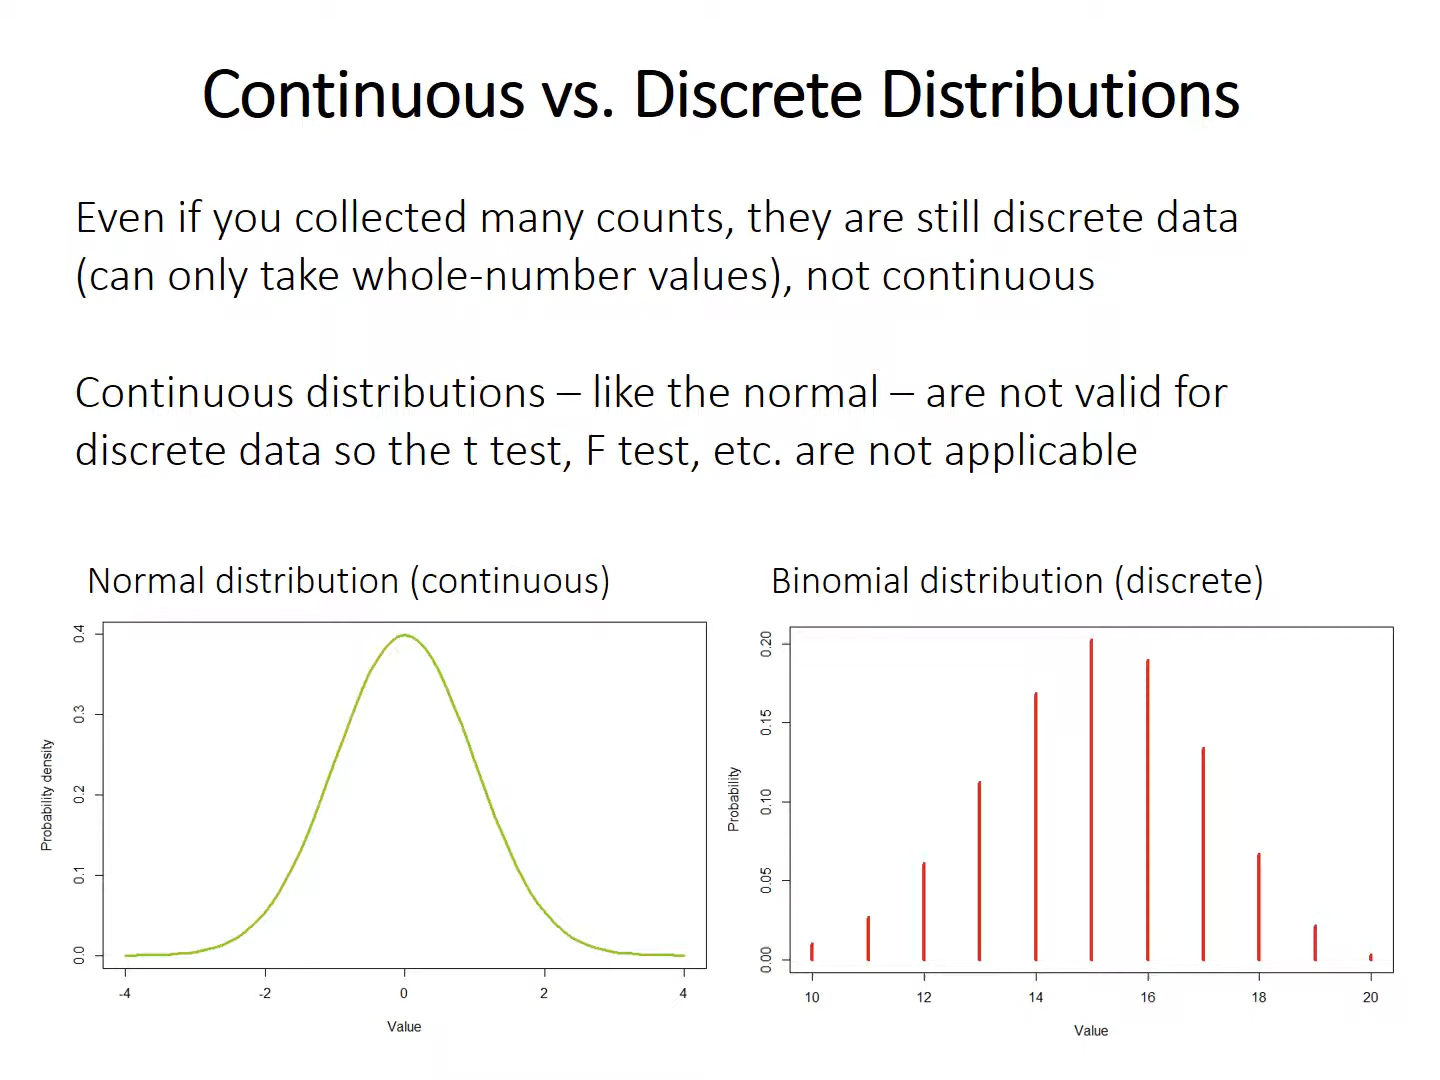 Continuous vs. Discrete Distributions
Even if you collected many counts, they are still discrete data
(can only take whole-number values), not continuous
Continuous distributions – like the normal – are not valid for
discrete data so the t test, F test, etc. are not applicable
Normal distribution (continuous)
0.4
0.3
0.2
0.1
0.0
Probability density
-4 -2 0 2 4
Value
Binomial distribution (discrete)
0.20
0.15
0.10
0.05
0.00
Probability
10 12 14 16 18 20
Value